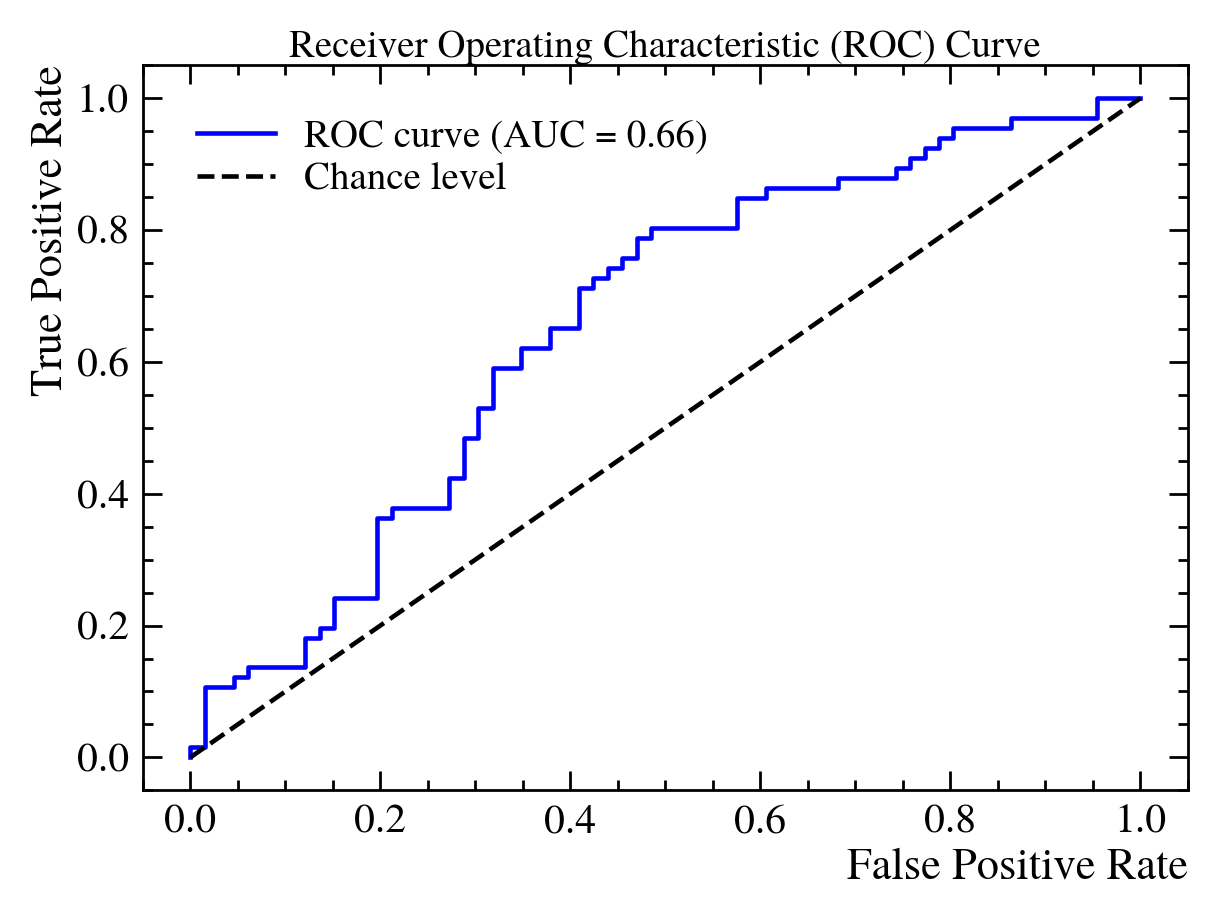 Receiver Operating Characteristic (ROC) Curve
True Positive Rate
1.0
0.8
0.6
0.4
0.2
0.0
ROC curve (AUC = 0.66)
Chance level
0.0 0.2 0.4 0.6 0.8 1.0
False Positive Rate